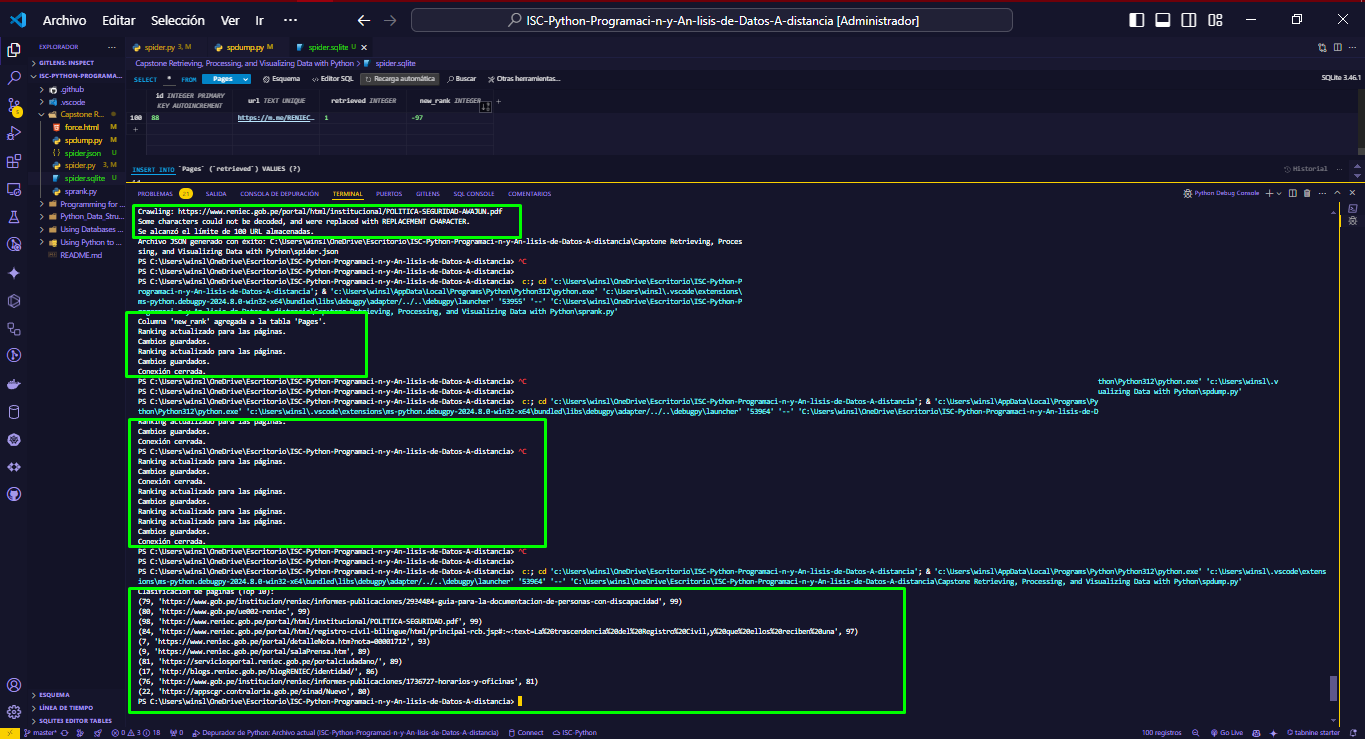 Archivo Editar Selección Ver Ir ··· ISC-Python-Programaci-n-y-An-lisis-de-Datos-A-distancia [Administrador]
EXPLORADOR ···
GITLENS: INSPECT
ISC-PYTHON-PROGRAMA...
.github
.vscode
Capstone R...
force.html M
spdump.py M
spider.json U
spider.py 3, M
spider.sqlite U
sprank.py
Programming for ...
Python_Data_Stru...
Using Databases ...
Using Python to ...
README.md
ESQUEMA
LÍNEA DE TIEMPO
SQLITE3 EDITOR TABLES
spider.py 3, M spdump.py M spider.sqlite U
Capstone Retrieving, Processing, and Visualizing Data with Python > spider.sqlite
SELECT * FROM Pages Esquema Editor SQL Recarga automática Buscar Otras herramientas... SQLite 3.46.1
id INTEGER PRIMARY KEY AUTOINCREMENT url TEXT UNIQUE retrieved INTEGER new_rank INTEGER +
100 88 https://m.me/RENIEC… 1 -97
+
INSERT INTO `Pages` (`retrieved`) VALUES (?) Historial
PROBLEMAS 21 SALIDA CONSOLA DE DEPURACIÓN TERMINAL PUERTOS GITLENS SQL CONSOLE COMENTARIOS Python Debug Console
Crawling: https://www.reniec.gob.pe/portal/html/institucional/POLITICA-SEGURIDAD-AWAJUN.pdf
Some characters could not be decoded, and were replaced with REPLACEMENT CHARACTER.
Se alcanzó el límite de 100 URL almacenadas.
Archivo JSON generado con éxito: C:\Users\winsl\OneDrive\Escritorio\ISC-Python-Programaci-n-y-An-lisis-de-Datos-A-distancia\Capstone Retrieving, Proces
sing, and Visualizing Data with Python\spider.json
PS C:\Users\winsl\OneDrive\Escritorio\ISC-Python-Programaci-n-y-An-lisis-de-Datos-A-distancia> ^C
PS C:\Users\winsl\OneDrive\Escritorio\ISC-Python-Programaci-n-y-An-lisis-de-Datos-A-distancia>
PS C:\Users\winsl\OneDrive\Escritorio\ISC-Python-Programaci-n-y-An-lisis-de-Datos-A-distancia> c:; cd 'c:\Users\winsl\OneDrive\Escritorio\ISC-Python-P
rogramaci-n-y-An-lisis-de-Datos-A-distancia'; & 'c:\Users\winsl\AppData\Local\Programs\Python\Python312\python.exe' 'c:\Users\winsl\.vscode\extensions\
ms-python.debugpy-2024.8.0-win32-x64\bundled\libs\debugpy\adapter/../..\debugpy\launcher' '53955' '--' 'C:\Users\winsl\OneDrive\Escritorio\ISC-Python-P
rogramaci-n-y-An-lisis-de-Datos-A-distancia\Capstone Retrieving, Processing, and Visualizing Data with Python\sprank.py'
Columna 'new_rank' agregada a la tabla 'Pages'.
Ranking actualizado para las páginas.
Cambios guardados.
Ranking actualizado para las páginas.
Cambios guardados.
Conexión cerrada.
PS C:\Users\winsl\OneDrive\Escritorio\ISC-Python-Programaci-n-y-An-lisis-de-Datos-A-distancia> ^C thon\Python312\python.exe' 'c:\Users\winsl\.v
PS C:\Users\winsl\OneDrive\Escritorio\ISC-Python-Programaci-n-y-An-lisis-de-Datos-A-distancia> ualizing Data with Python\spdump.py'
PS C:\Users\winsl\OneDrive\Escritorio\ISC-Python-Programaci-n-y-An-lisis-de-Datos-A-distancia> c:; cd 'c:\Users\winsl\OneDrive\Escritorio\ISC-Python-Programaci-n-y-An-lisis-de-Datos-A-distancia'; & 'c:\Users\winsl\AppData\Local\Programs\Py
thon\Python312\python.exe' 'c:\Users\winsl\.vscode\extensions\ms-python.debugpy-2024.8.0-win32-x64\bundled\libs\debugpy\adapter/../..\debugpy\launcher' '53964' '--' 'C:\Users\winsl\OneDrive\Escritorio\ISC-Python-Programaci-n-y-An-lisis-de-D
Ranking actualizado para las páginas.
Cambios guardados.
Conexión cerrada.
PS C:\Users\winsl\OneDrive\Escritorio\ISC-Python-Programaci-n-y-An-lisis-de-Datos-A-distancia> ^C
Ranking actualizado para las páginas.
Cambios guardados.
Conexión cerrada.
Ranking actualizado para las páginas.
Cambios guardados.
Ranking actualizado para las páginas.
Ranking actualizado para las páginas.
Cambios guardados.
Conexión cerrada.
PS C:\Users\winsl\OneDrive\Escritorio\ISC-Python-Programaci-n-y-An-lisis-de-Datos-A-distancia> ^C
PS C:\Users\winsl\OneDrive\Escritorio\ISC-Python-Programaci-n-y-An-lisis-de-Datos-A-distancia>
PS C:\Users\winsl\OneDrive\Escritorio\ISC-Python-Programaci-n-y-An-lisis-de-Datos-A-distancia> c:; cd 'c:\Users\winsl\OneDrive\Escritorio\ISC-Python-Programaci-n-y-An-lisis-de-Datos-A-distancia'; & 'c:\Users\winsl\AppData\Local\Programs\Python\Python312\python.exe' 'c:\Users\winsl\.vscode\extens
ions\ms-python.debugpy-2024.8.0-win32-x64\bundled\libs\debugpy\adapter/../..\debugpy\launcher' '53964' '--' 'C:\Users\winsl\OneDrive\Escritorio\ISC-Python-Programaci-n-y-An-lisis-de-Datos-A-distancia\Capstone Retrieving, Processing, and Visualizing Data with Python\spdump.py'
Clasificación de páginas (Top 10):
(79, 'https://www.gob.pe/institucion/reniec/informes-publicaciones/2934484-guia-para-la-documentacion-de-personas-con-discapacidad', 99)
(80, 'https://www.gob.pe/ue002-reniec', 99)
(98, 'https://www.reniec.gob.pe/portal/html/institucional/POLITICA-SEGURIDAD.pdf', 99)
(84, 'https://www.reniec.gob.pe/portal/html/registro-civil-bilingue/html/principal-rcb.jsp#:~:text=La%20trascendencia%20del%20Registro%20Civil,y%20que%20ellos%20reciben%20una', 97)
(7, 'https://www.reniec.gob.pe/portal/detalleNota.htm?nota=00001712', 93)
(9, 'https://www.reniec.gob.pe/portal/salaPrensa.htm', 89)
(81, 'https://serviciosportal.reniec.gob.pe/portalciudadano/', 89)
(17, 'http://blogs.reniec.gob.pe/blogRENIEC/identidad/', 86)
(76, 'https://www.gob.pe/institucion/reniec/informes-publicaciones/1736727-horarios-y-oficinas', 81)
(22, 'https://appscgr.contraloria.gob.pe/sinad/Nuevo', 80)
PS C:\Users\winsl\OneDrive\Escritorio\ISC-Python-Programaci-n-y-An-lisis-de-Datos-A-distancia>
master* 0 3 18 0 Depurador de Python: Archivo actual (ISC-Python-Programaci-n-y-An-lisis-de-Datos-A-distancia) Connect ISC-Python 100 registros Go Live tabnine starter